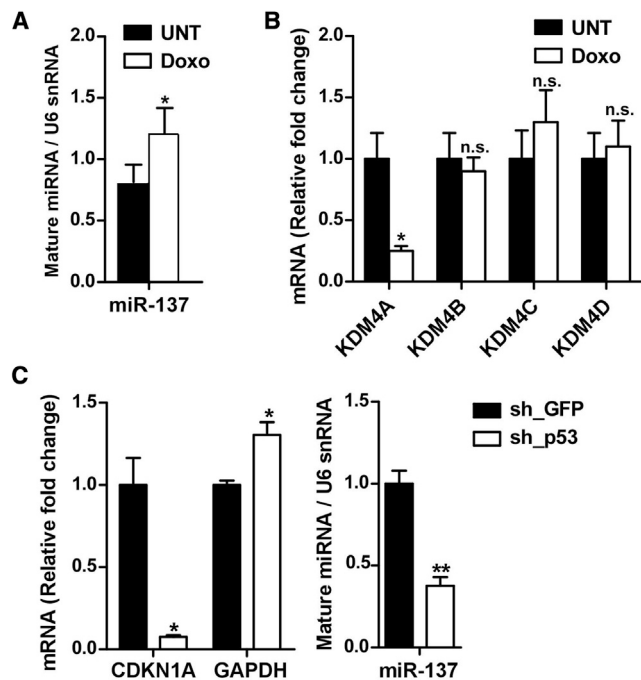 A
UNT
Doxo
Mature miRNA / U6 snRNA
2.0
1.5
1.0
0.5
0.0
*
miR-137
B
UNT
Doxo
mRNA (Relative fold change)
2.0
1.5
1.0
0.5
0.0
*
n.s.
n.s.
n.s.
KDM4A
KDM4B
KDM4C
KDM4D
C
mRNA (Relative fold change)
1.5
1.0
0.5
0.0
*
*
CDKN1A
GAPDH
Mature miRNA / U6 snRNA
1.5
1.0
0.5
0.0
**
miR-137
sh_GFP
sh_p53